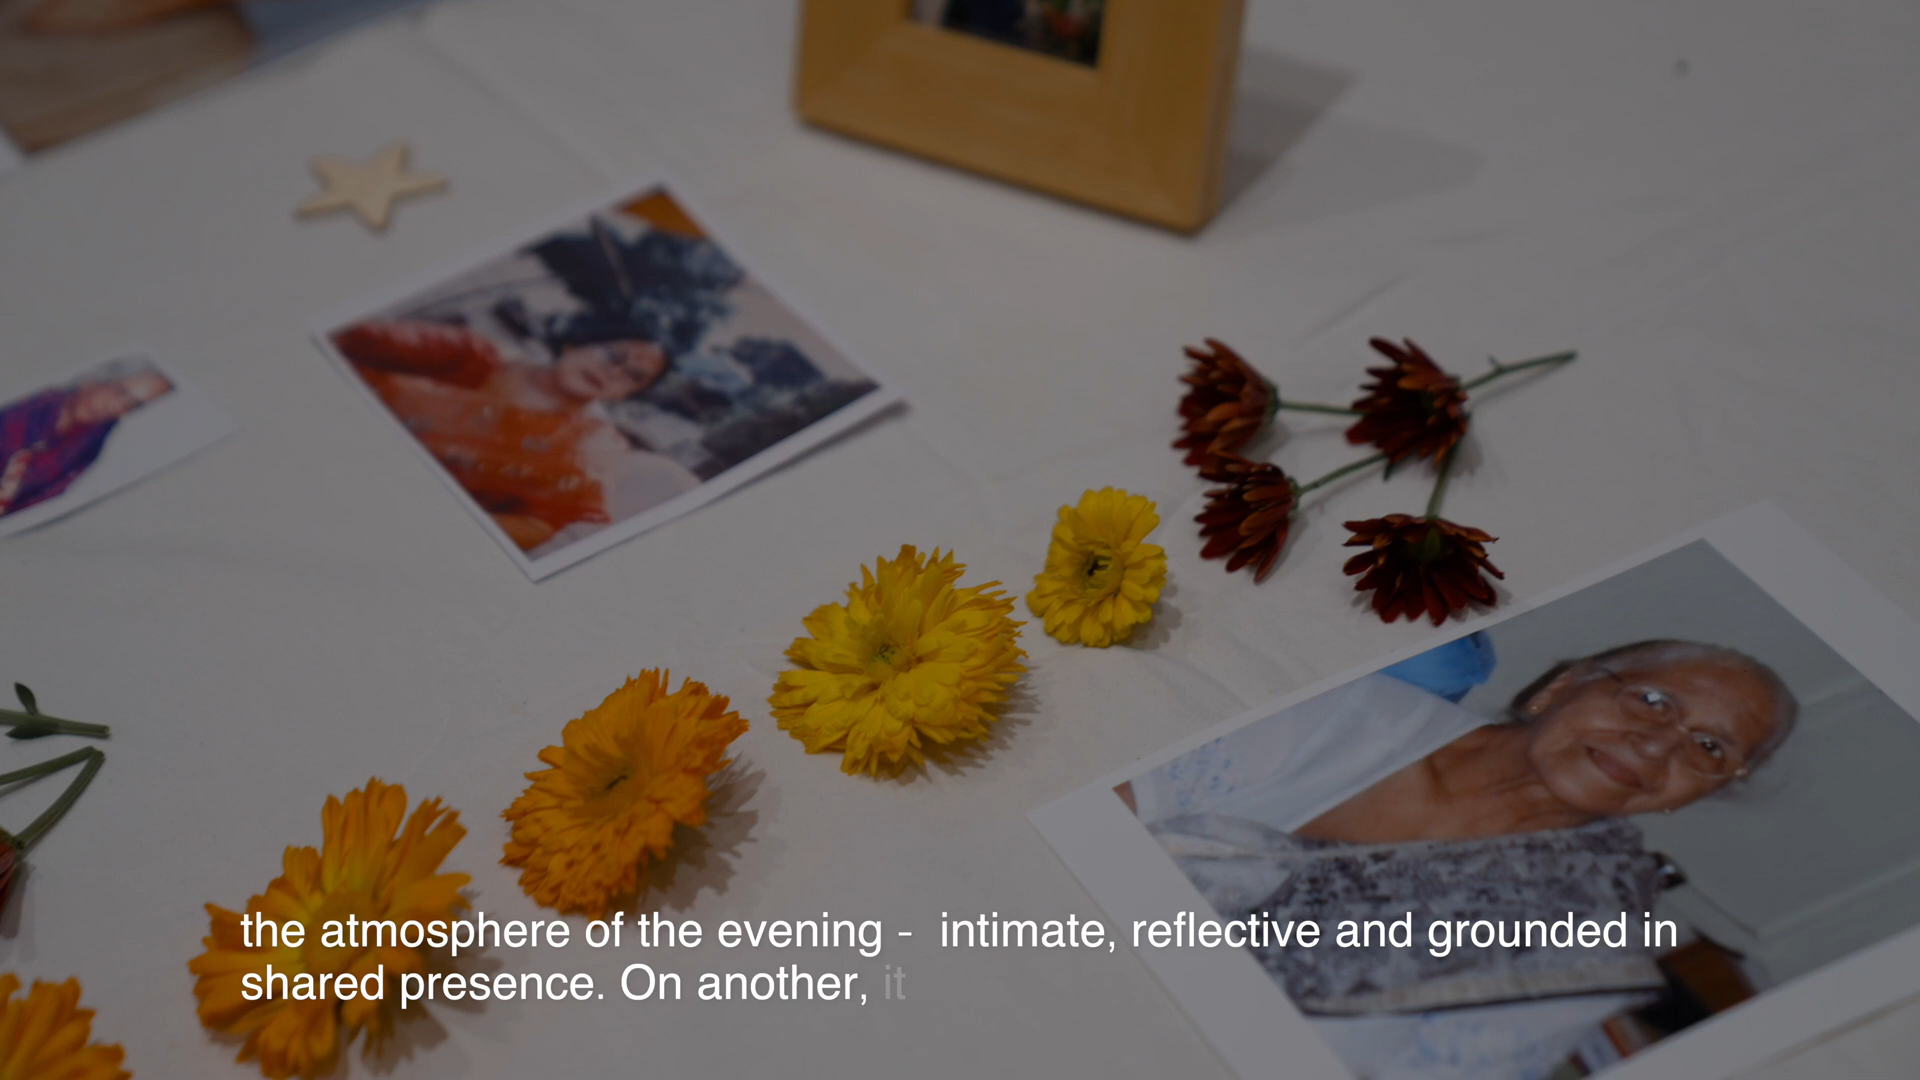 the atmosphere of the evening -  intimate, reflective and grounded in
shared presence. On another, it